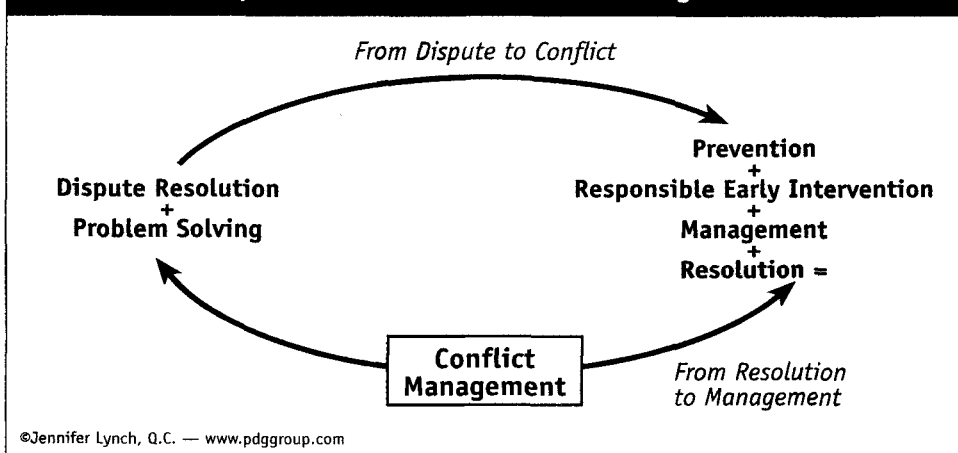 From Dispute to Conflict
Dispute Resolution
+
Problem Solving
Prevention
+
Responsible Early Intervention
+
Management
+
Resolution =
Conflict
Management
From Resolution
to Management
©Jennifer Lynch, Q.C. — www.pdggroup.com